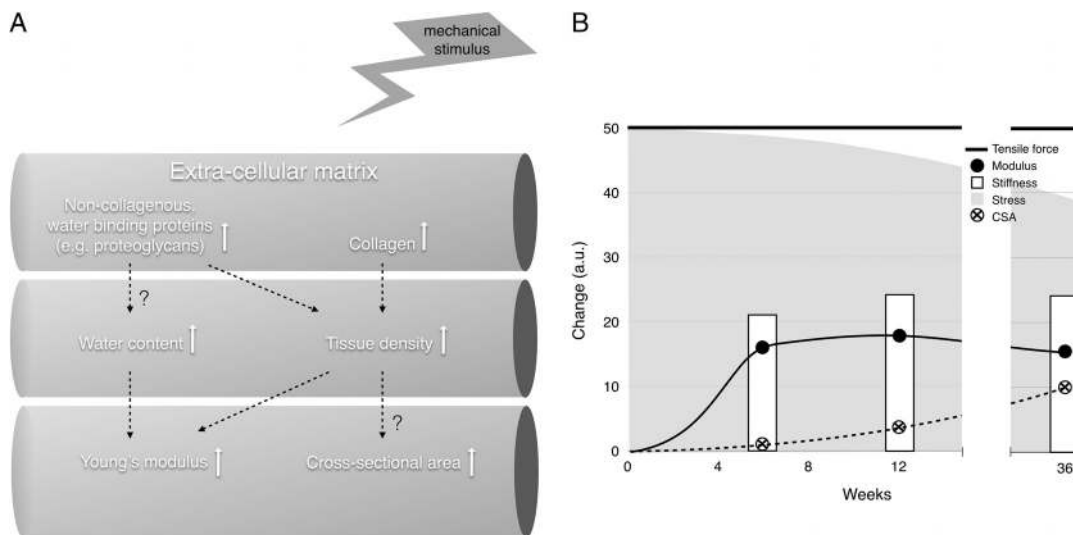 A
mechanical
stimulus
Extra-cellular matrix
Non-collagenous,
water binding proteins
(e.g. proteoglycans)
Collagen
?
Water content
Tissue density
?
Young's modulus
Cross-sectional area
B
50
40
30
20
10
0
Change (a.u.)
Tensile force
Modulus
Stiffness
Stress
CSA
0
4
8
12
36
Weeks